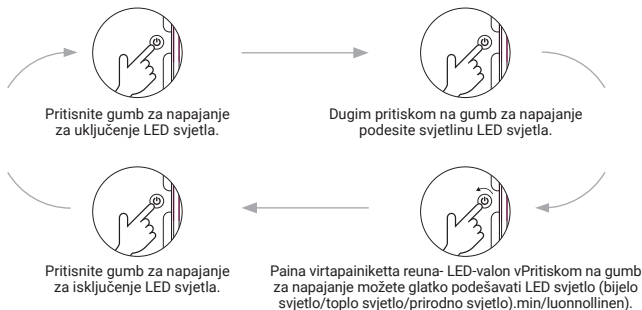 Pritisnite gumb za napajanje
za uključenje LED svjetla.
Dugim pritiskom na gumb za napajanje
podesite svjetlinu LED svjetla.
Pritisnite gumb za napajanje
za isključenje LED svjetla.
Paina virtapainiketta reuna- LED-valon vPritiskom na gumb
za napajanje možete glatko podešavati LED svjetlo (bijelo
svjetlo/toplo svjetlo/prirodno svjetlo).min/luonnollinen).